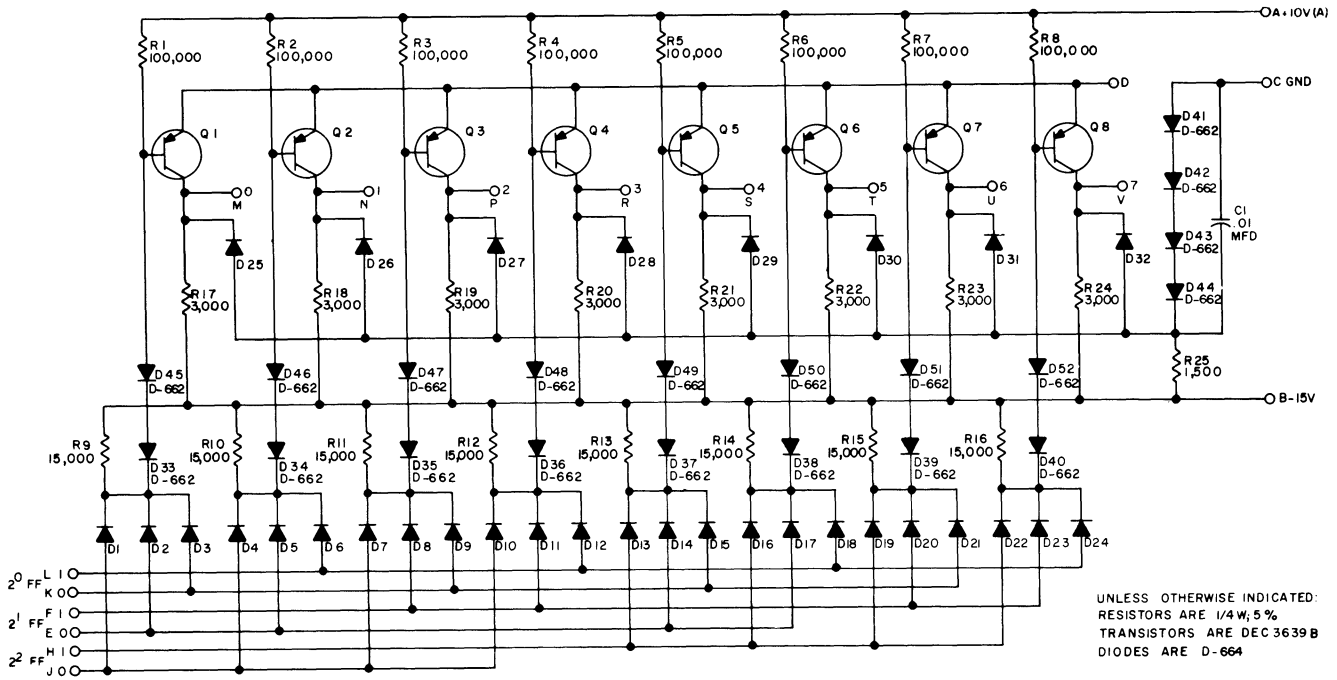 A+10V(A)
R1 100,000
R2 100,000
R3 100,000
R4 100,000
R5 100,000
R6 100,000
R7 100,000
R8 100,000
D
C GND
Q1
Q2
Q3
Q4
Q5
Q6
Q7
Q8
D41 D-662
D42 D-662
D43 D-662
D44 D-662
C1 .01 MFD
0 M
1 N
2 P
3 R
4 S
5 T
6 U
7 V
D25
D26
D27
D28
D29
D30
D31
D32
R17 3,000
R18 3,000
R19 3,000
R20 3,000
R21 3,000
R22 3,000
R23 3,000
R24 3,000
R25 1,500
D45 D-662
D46 D-662
D47 D-662
D48 D-662
D49 D-662
D50 D-662
D51 D-662
D52 D-662
B-15V
R9 15,000
R10 15,000
R11 15,000
R12 15,000
R13 15,000
R14 15,000
R15 15,000
R16 15,000
D33 D-662
D34 D-662
D35 D-662
D36 D-662
D37 D-662
D38 D-662
D39 D-662
D40 D-662
D1
D2
D3
D4
D5
D6
D7
D8
D9
D10
D11
D12
D13
D14
D15
D16
D17
D18
D19
D20
D21
D22
D23
D24
2⁰ FF L 1
K 0
2¹ FF F 1
E 0
2² FF H 1
J 0
UNLESS OTHERWISE INDICATED:
RESISTORS ARE 1/4 W; 5%
TRANSISTORS ARE DEC 3639 B
DIODES ARE D-664